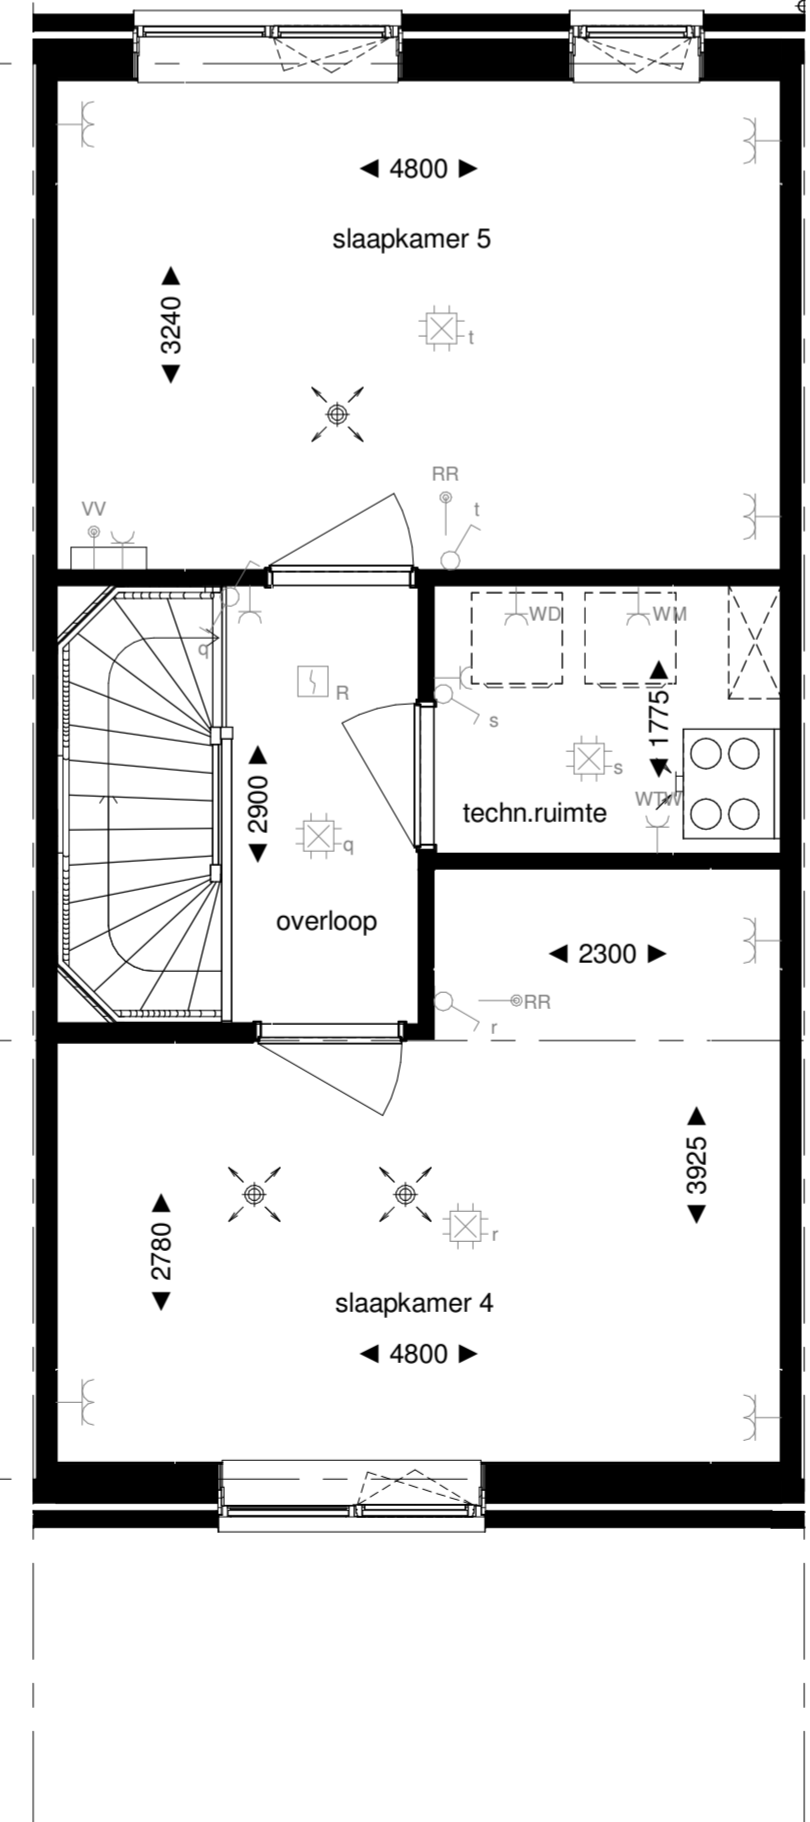 4800
slaapkamer 5
3240
t
RR
t
VV
WD
WM
q
R
s
1775
s
2900
WTW
techn.ruimte
q
overloop
2300
RR
r
3925
2780
r
slaapkamer 4
4800